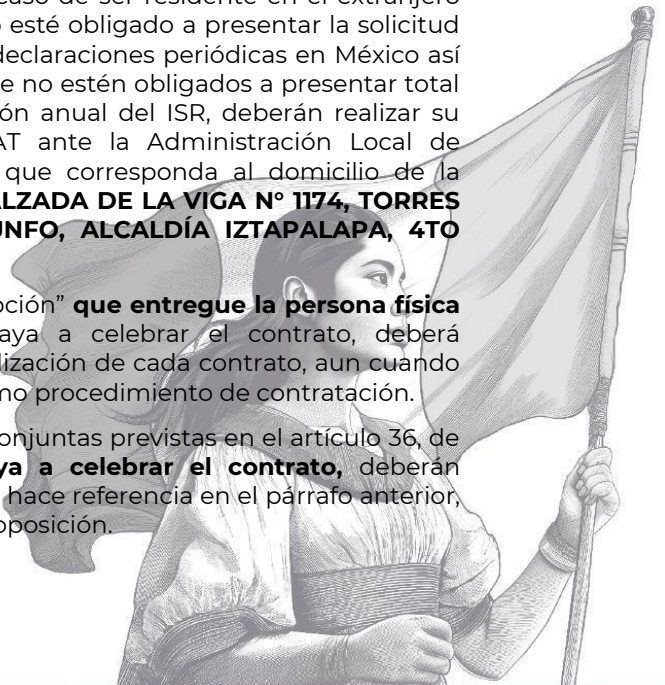 caso de ser residente en el extranjero
esté obligado a presentar la solicitud
declaraciones periódicas en México así
e no estén obligados a presentar total
ón anual del ISR, deberán realizar su
AT ante la Administración Local de
que corresponda al domicilio de la
ALZADA DE LA VIGA N° 1174, TORRES
UNFO, ALCALDÍA IZTAPALAPA, 4TO
pción” que entregue la persona física
aya a celebrar el contrato, deberá
lización de cada contrato, aun cuando
mo procedimiento de contratación.
onjuntas previstas en el artículo 36, de
ya a celebrar el contrato, deberán
hace referencia en el párrafo anterior,
oposición.